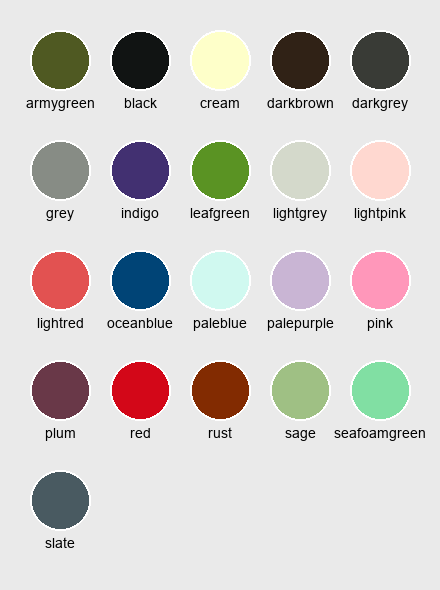 armygreen black cream darkbrown darkgrey
grey indigo leafgreen lightgrey lightpink
lightred oceanblue paleblue palepurple pink
plum red rust sage seafoamgreen
slate